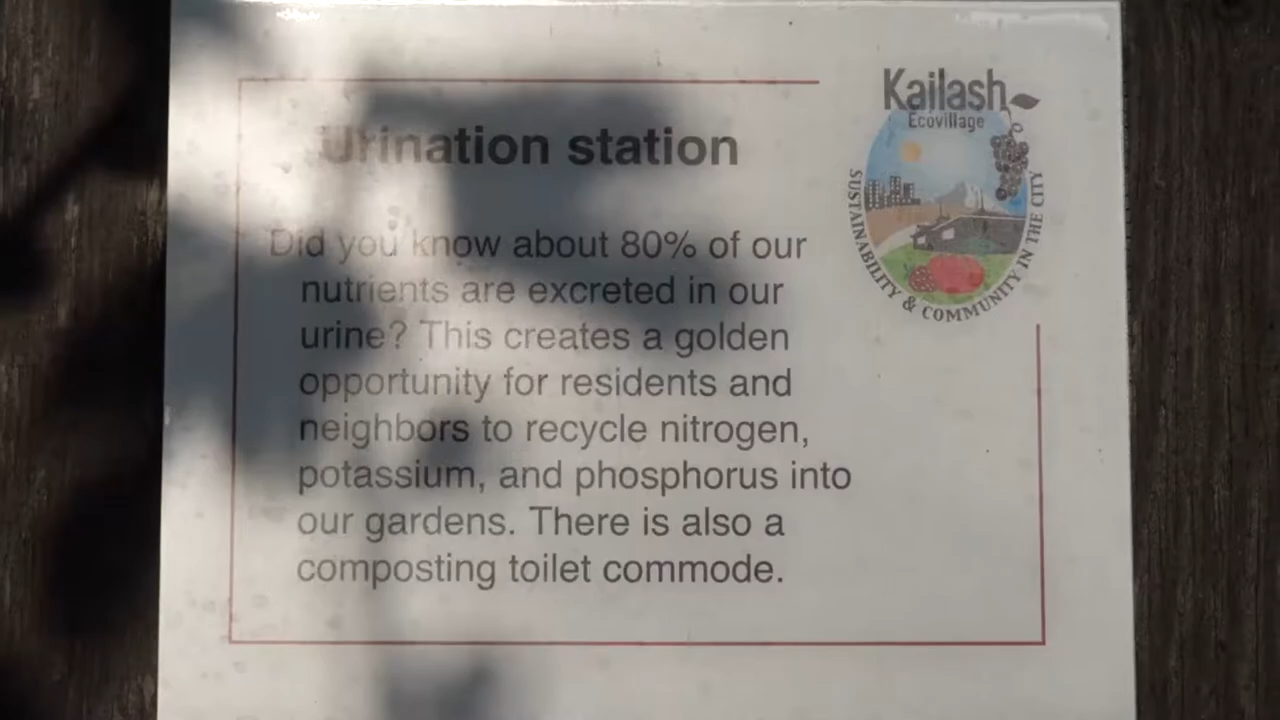 Kailash
Ecovillage
SUSTAINABILITY & COMMUNITY IN THE CITY
Urination station
Did you know about 80% of our
nutrients are excreted in our
urine? This creates a golden
opportunity for residents and
neighbors to recycle nitrogen,
potassium, and phosphorus into
our gardens. There is also a
composting toilet commode.